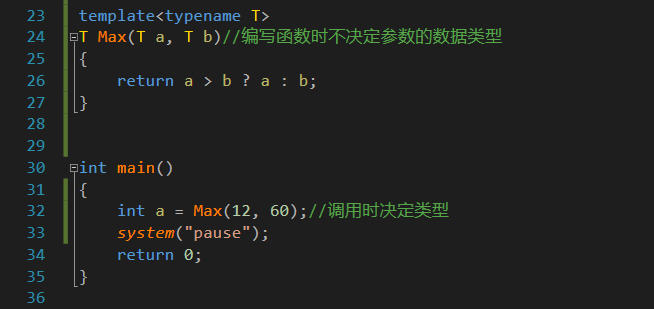 23 template<typename T>
24 T Max(T a, T b)//编写函数时不决定参数的数据类型
25 {
26 return a > b ? a : b;
27 }
28
29
30 int main()
31 {
32 int a = Max(12, 60);//调用时决定类型
33 system("pause");
34 return 0;
35 }
36